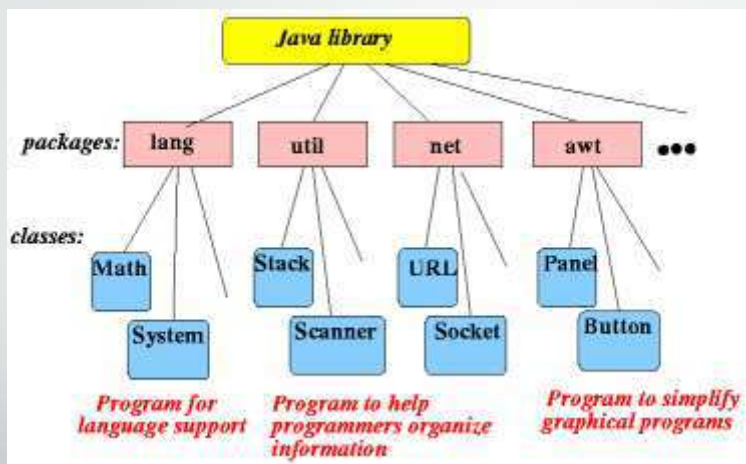 Java library
packages: lang util net awt •••
classes:
Math Stack URL Panel
System Scanner Socket Button
Program for
language support
Program to help
programmers organize
information
Program to simplify
graphical programs